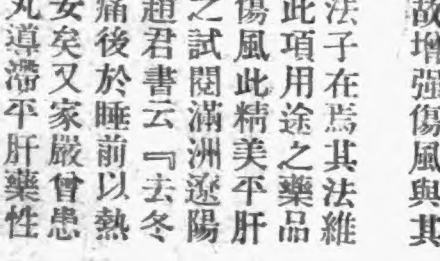 故增强傷風與其
法子在焉其法維
此項用途之藥品
傷風此精美平肝
之試閱滿洲遼陽
趙君書云『去冬
痛後於睡前以熱
安矣又家嚴曾患
丸導滯平肝藥性